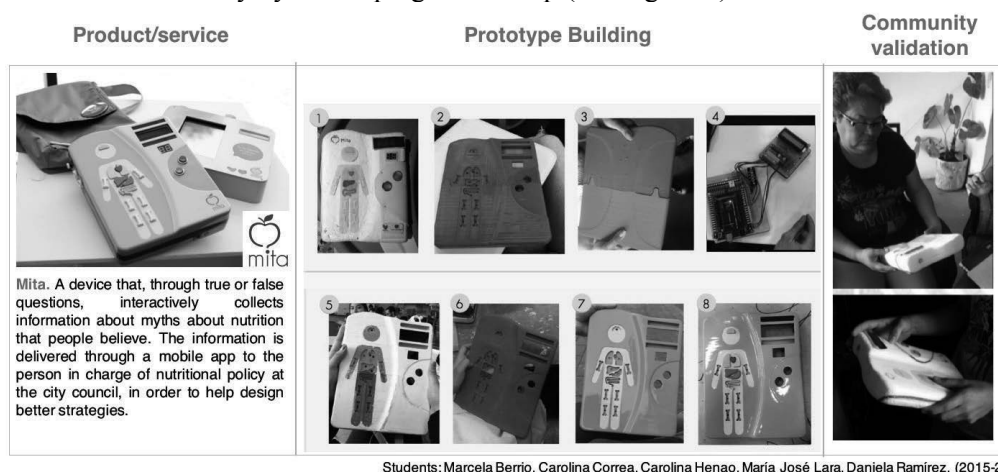 Product/service
Prototype Building
Community
validation
1
2
3
4
mita
Mita. A device that, through true or false
questions, interactively collects
information about myths about nutrition
that people believe. The information is
delivered through a mobile app to the
person in charge of nutritional policy at
the city council, in order to help design
better strategies.
5
6
7
8
Students: Marcela Berrio, Carolina Correa, Carolina Henao, María José Lara, Daniela Ramírez. (2015-2